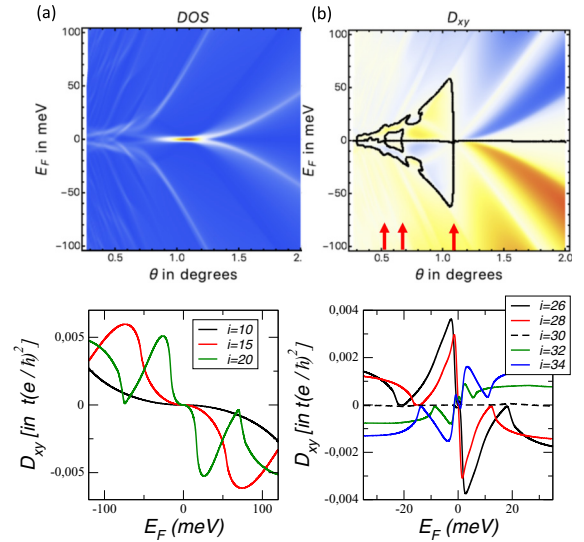 (a)
DOS
100
50
0
-50
-100
E_F in meV
0.5
1.0
1.5
2.0
θ in degrees
(b)
D_xy
100
50
0
-50
-100
E_F in meV
0.5
1.0
1.5
2.0
θ in degrees
0,005
0
-0,005
D_xy [in t(e / ħ)^2]
i=10
i=15
i=20
-100
0
100
E_F (meV)
0,004
0,002
0
-0,002
-0,004
D_xy [in t(e / ħ)^2]
i=26
i=28
i=30
i=32
i=34
-20
0
20
E_F (meV)